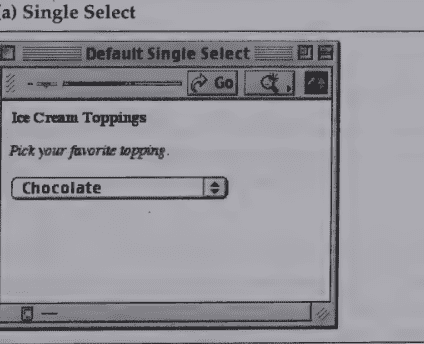 (a) Single Select
Default Single Select
Go
Ice Cream Toppings
Pick your favorite topping.
Chocolate